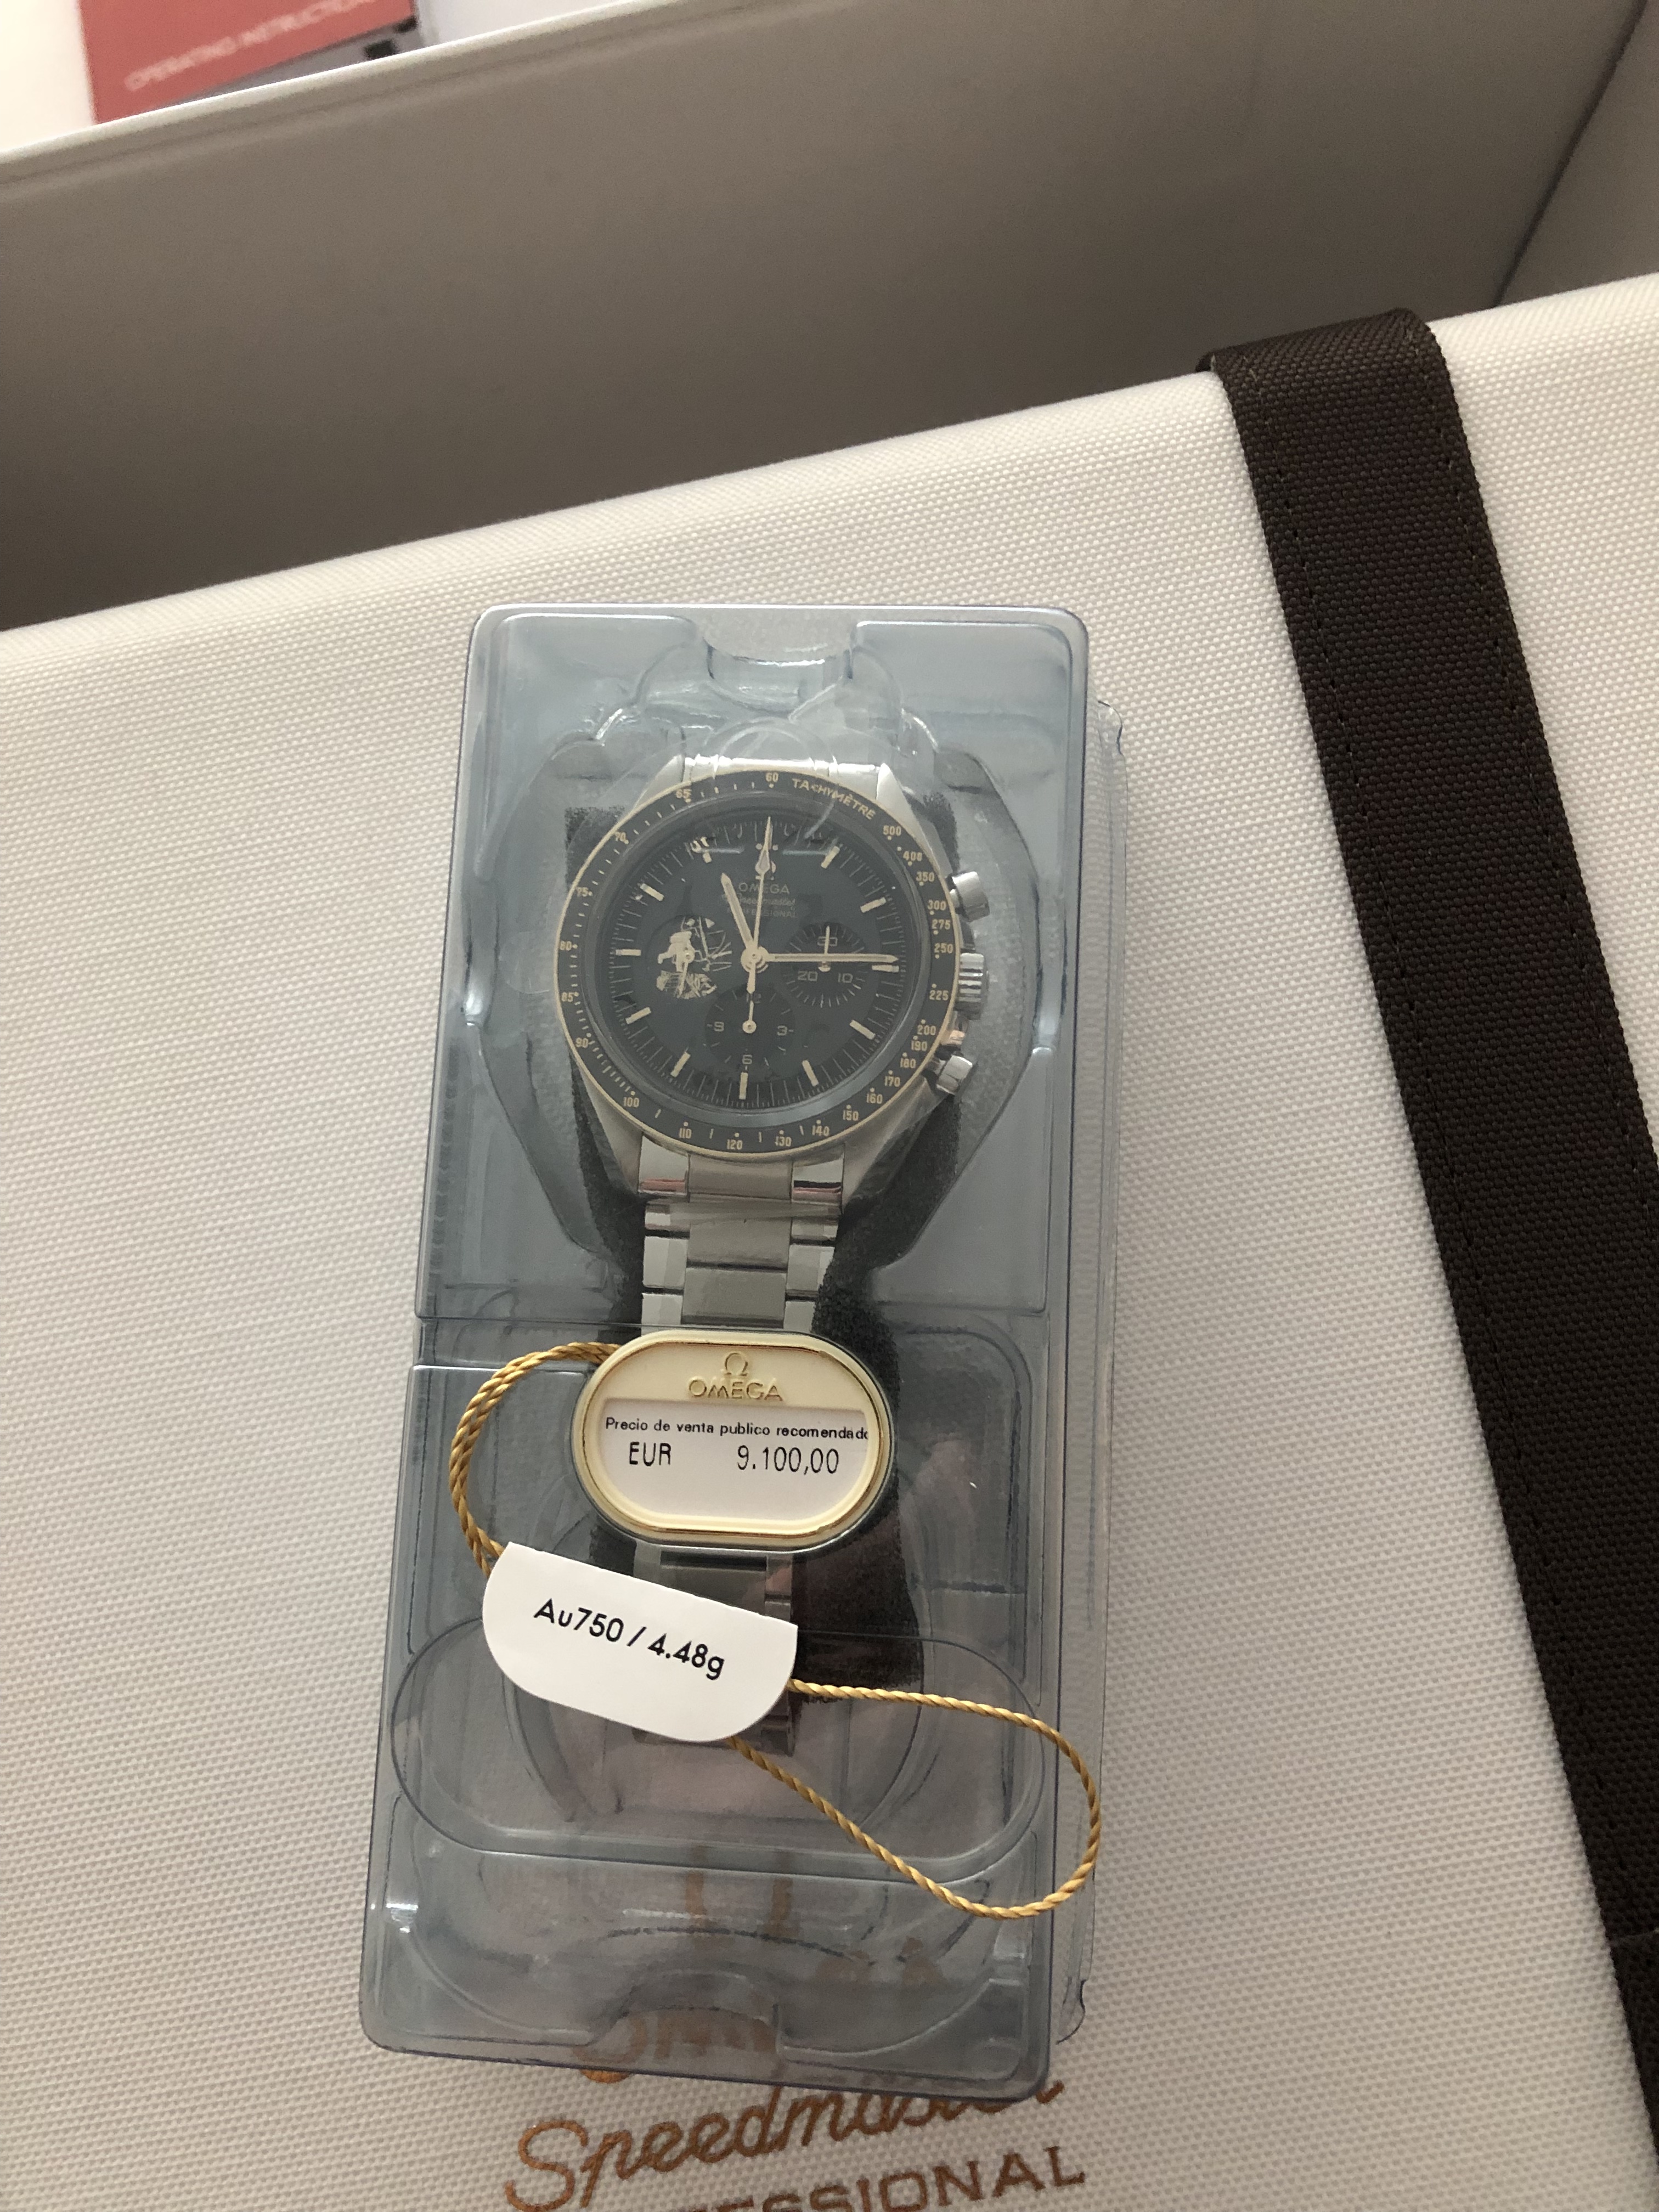 OPERATING INSTRUCTIONS
60 TACHYMÈTRE
65
500
70
400
350
75
300
275
80
250
85
225
90
200
190
180
170
100
160
150
110
140
120
130
OMEGA
Speedmaster
PROFESSIONAL
30
20 10
12
9 3
6
Ω
OMEGA
Precio de venta publico recomendado
EUR 9.100,00
Au750 / 4.48g
Speedmaster
PROFESSIONAL